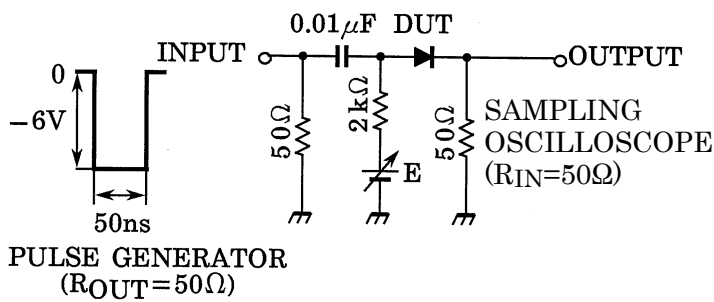 0.01μF DUT
INPUT
OUTPUT
0
−6V
50Ω
2kΩ
E
50Ω
SAMPLING
OSCILLOSCOPE
(RIN=50Ω)
50ns
PULSE GENERATOR
(ROUT=50Ω)